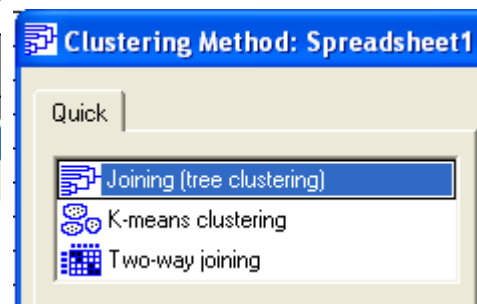 Clustering Method: Spreadsheet1
Quick
Joining (tree clustering)
K-means clustering
Two-way joining